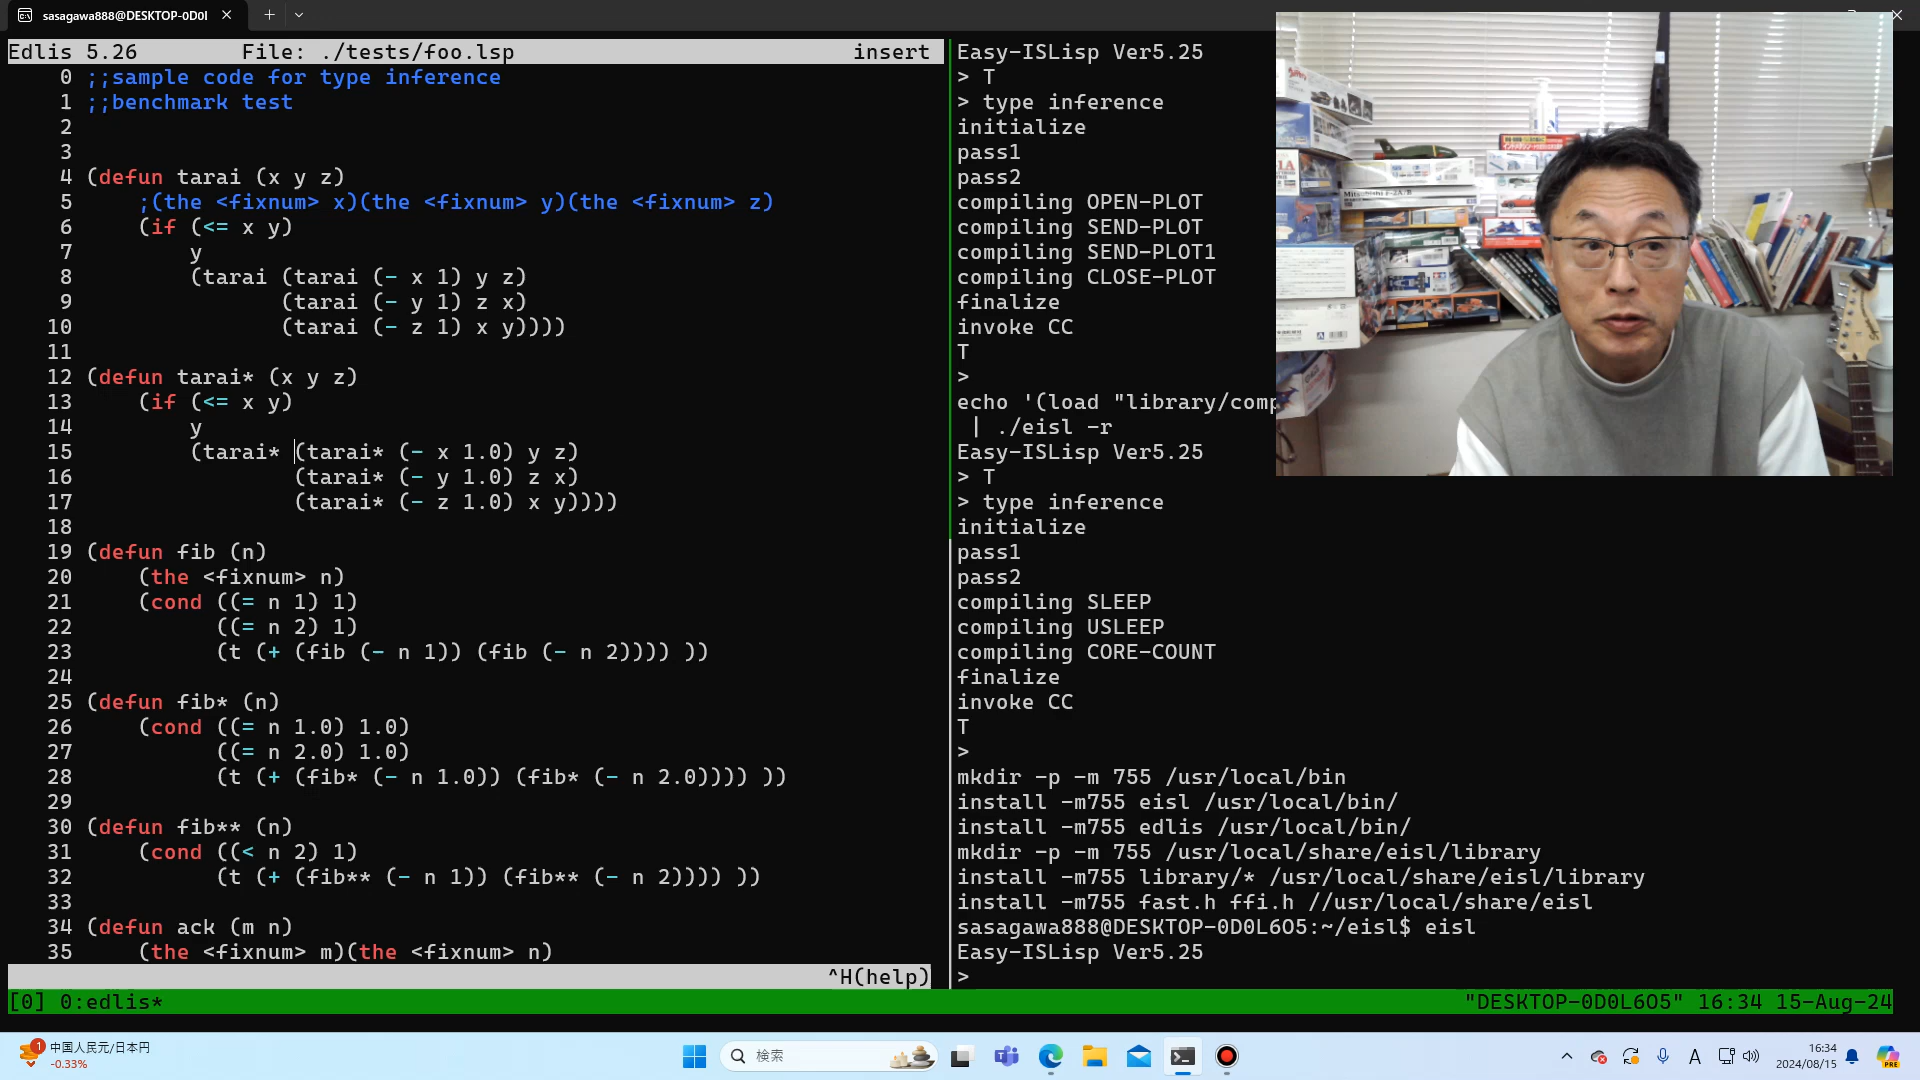 sasagawa888@DESKTOP-0D0l
Edlis 5.26        File: ./tests/foo.lsp                          insert
0 ;;sample code for type inference
1 ;;benchmark test
2
3
4 (defun tarai (x y z)
5     ;(the <fixnum> x)(the <fixnum> y)(the <fixnum> z)
6     (if (<= x y)
7         y
8         (tarai (tarai (- x 1) y z)
9                (tarai (- y 1) z x)
10                (tarai (- z 1) x y))))
11
12 (defun tarai* (x y z)
13     (if (<= x y)
14         y
15         (tarai* (tarai* (- x 1.0) y z)
16                 (tarai* (- y 1.0) z x)
17                 (tarai* (- z 1.0) x y))))
18
19 (defun fib (n)
20     (the <fixnum> n)
21     (cond ((= n 1) 1)
22           ((= n 2) 1)
23           (t (+ (fib (- n 1)) (fib (- n 2)))) ))
24
25 (defun fib* (n)
26     (cond ((= n 1.0) 1.0)
27           ((= n 2.0) 1.0)
28           (t (+ (fib* (- n 1.0)) (fib* (- n 2.0)))) ))
29
30 (defun fib** (n)
31     (cond ((< n 2) 1)
32           (t (+ (fib** (- n 1)) (fib** (- n 2)))) ))
33
34 (defun ack (m n)
35     (the <fixnum> m)(the <fixnum> n)
^H(help)
Easy-ISLisp Ver5.25
> T
> type inference
initialize
pass1
pass2
compiling OPEN-PLOT
compiling SEND-PLOT
compiling SEND-PLOT1
compiling CLOSE-PLOT
finalize
invoke CC
T
>
echo '(load "library/comp
| ./eisl -r
Easy-ISLisp Ver5.25
> T
> type inference
initialize
pass1
pass2
compiling SLEEP
compiling USLEEP
compiling CORE-COUNT
finalize
invoke CC
T
>
mkdir -p -m 755 /usr/local/bin
install -m755 eisl /usr/local/bin/
install -m755 edlis /usr/local/bin/
mkdir -p -m 755 /usr/local/share/eisl/library
install -m755 library/* /usr/local/share/eisl/library
install -m755 fast.h ffi.h //usr/local/share/eisl
sasagawa888@DESKTOP-0D0L6O5:~/eisl$ eisl
Easy-ISLisp Ver5.25
>
[0] 0:edlis*
"DESKTOP-0D0L6O5" 16:34 15-Aug-24
1
中国人民元/日本円
-0.33%
検索
A
16:34
2024/08/15
PRE